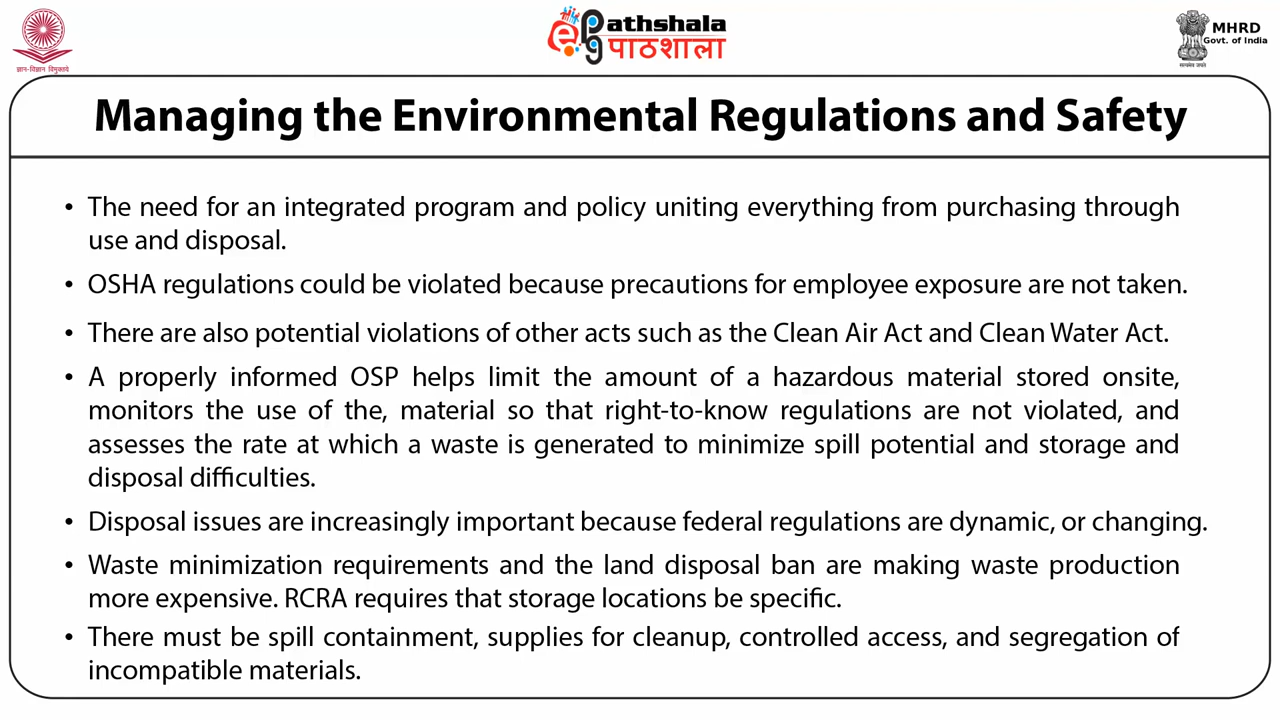 ePathshala
पाठशाला
MHRD
Govt. of India
ज्ञान-विज्ञान विमुक्तये
सत्यमेव जयते
Managing the Environmental Regulations and Safety
• The need for an integrated program and policy uniting everything from purchasing through
use and disposal.
• OSHA regulations could be violated because precautions for employee exposure are not taken.
• There are also potential violations of other acts such as the Clean Air Act and Clean Water Act.
• A properly informed OSP helps limit the amount of a hazardous material stored onsite,
monitors the use of the, material so that right-to-know regulations are not violated, and
assesses the rate at which a waste is generated to minimize spill potential and storage and
disposal difficulties.
• Disposal issues are increasingly important because federal regulations are dynamic, or changing.
• Waste minimization requirements and the land disposal ban are making waste production
more expensive. RCRA requires that storage locations be specific.
• There must be spill containment, supplies for cleanup, controlled access, and segregation of
incompatible materials.